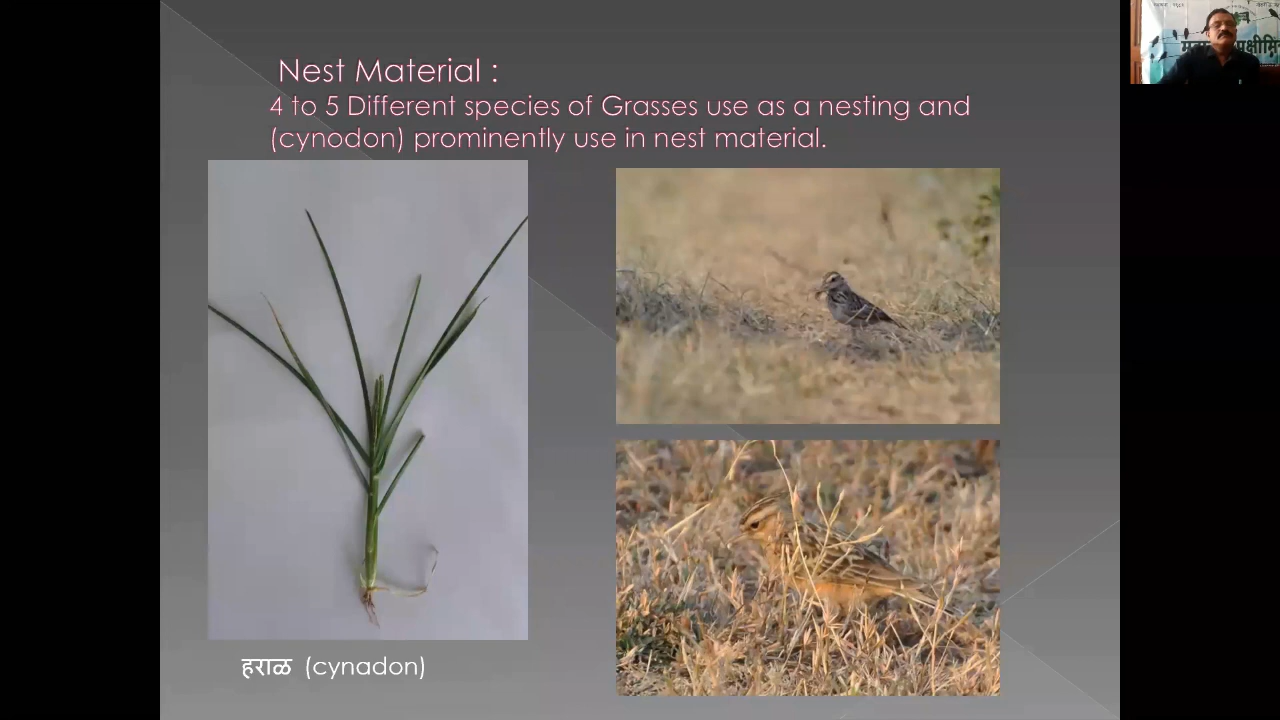 Nest Material :
4 to 5 Different species of Grasses use as a nesting and
(cynodon) prominently use in nest material.
हराळ (cynadon)